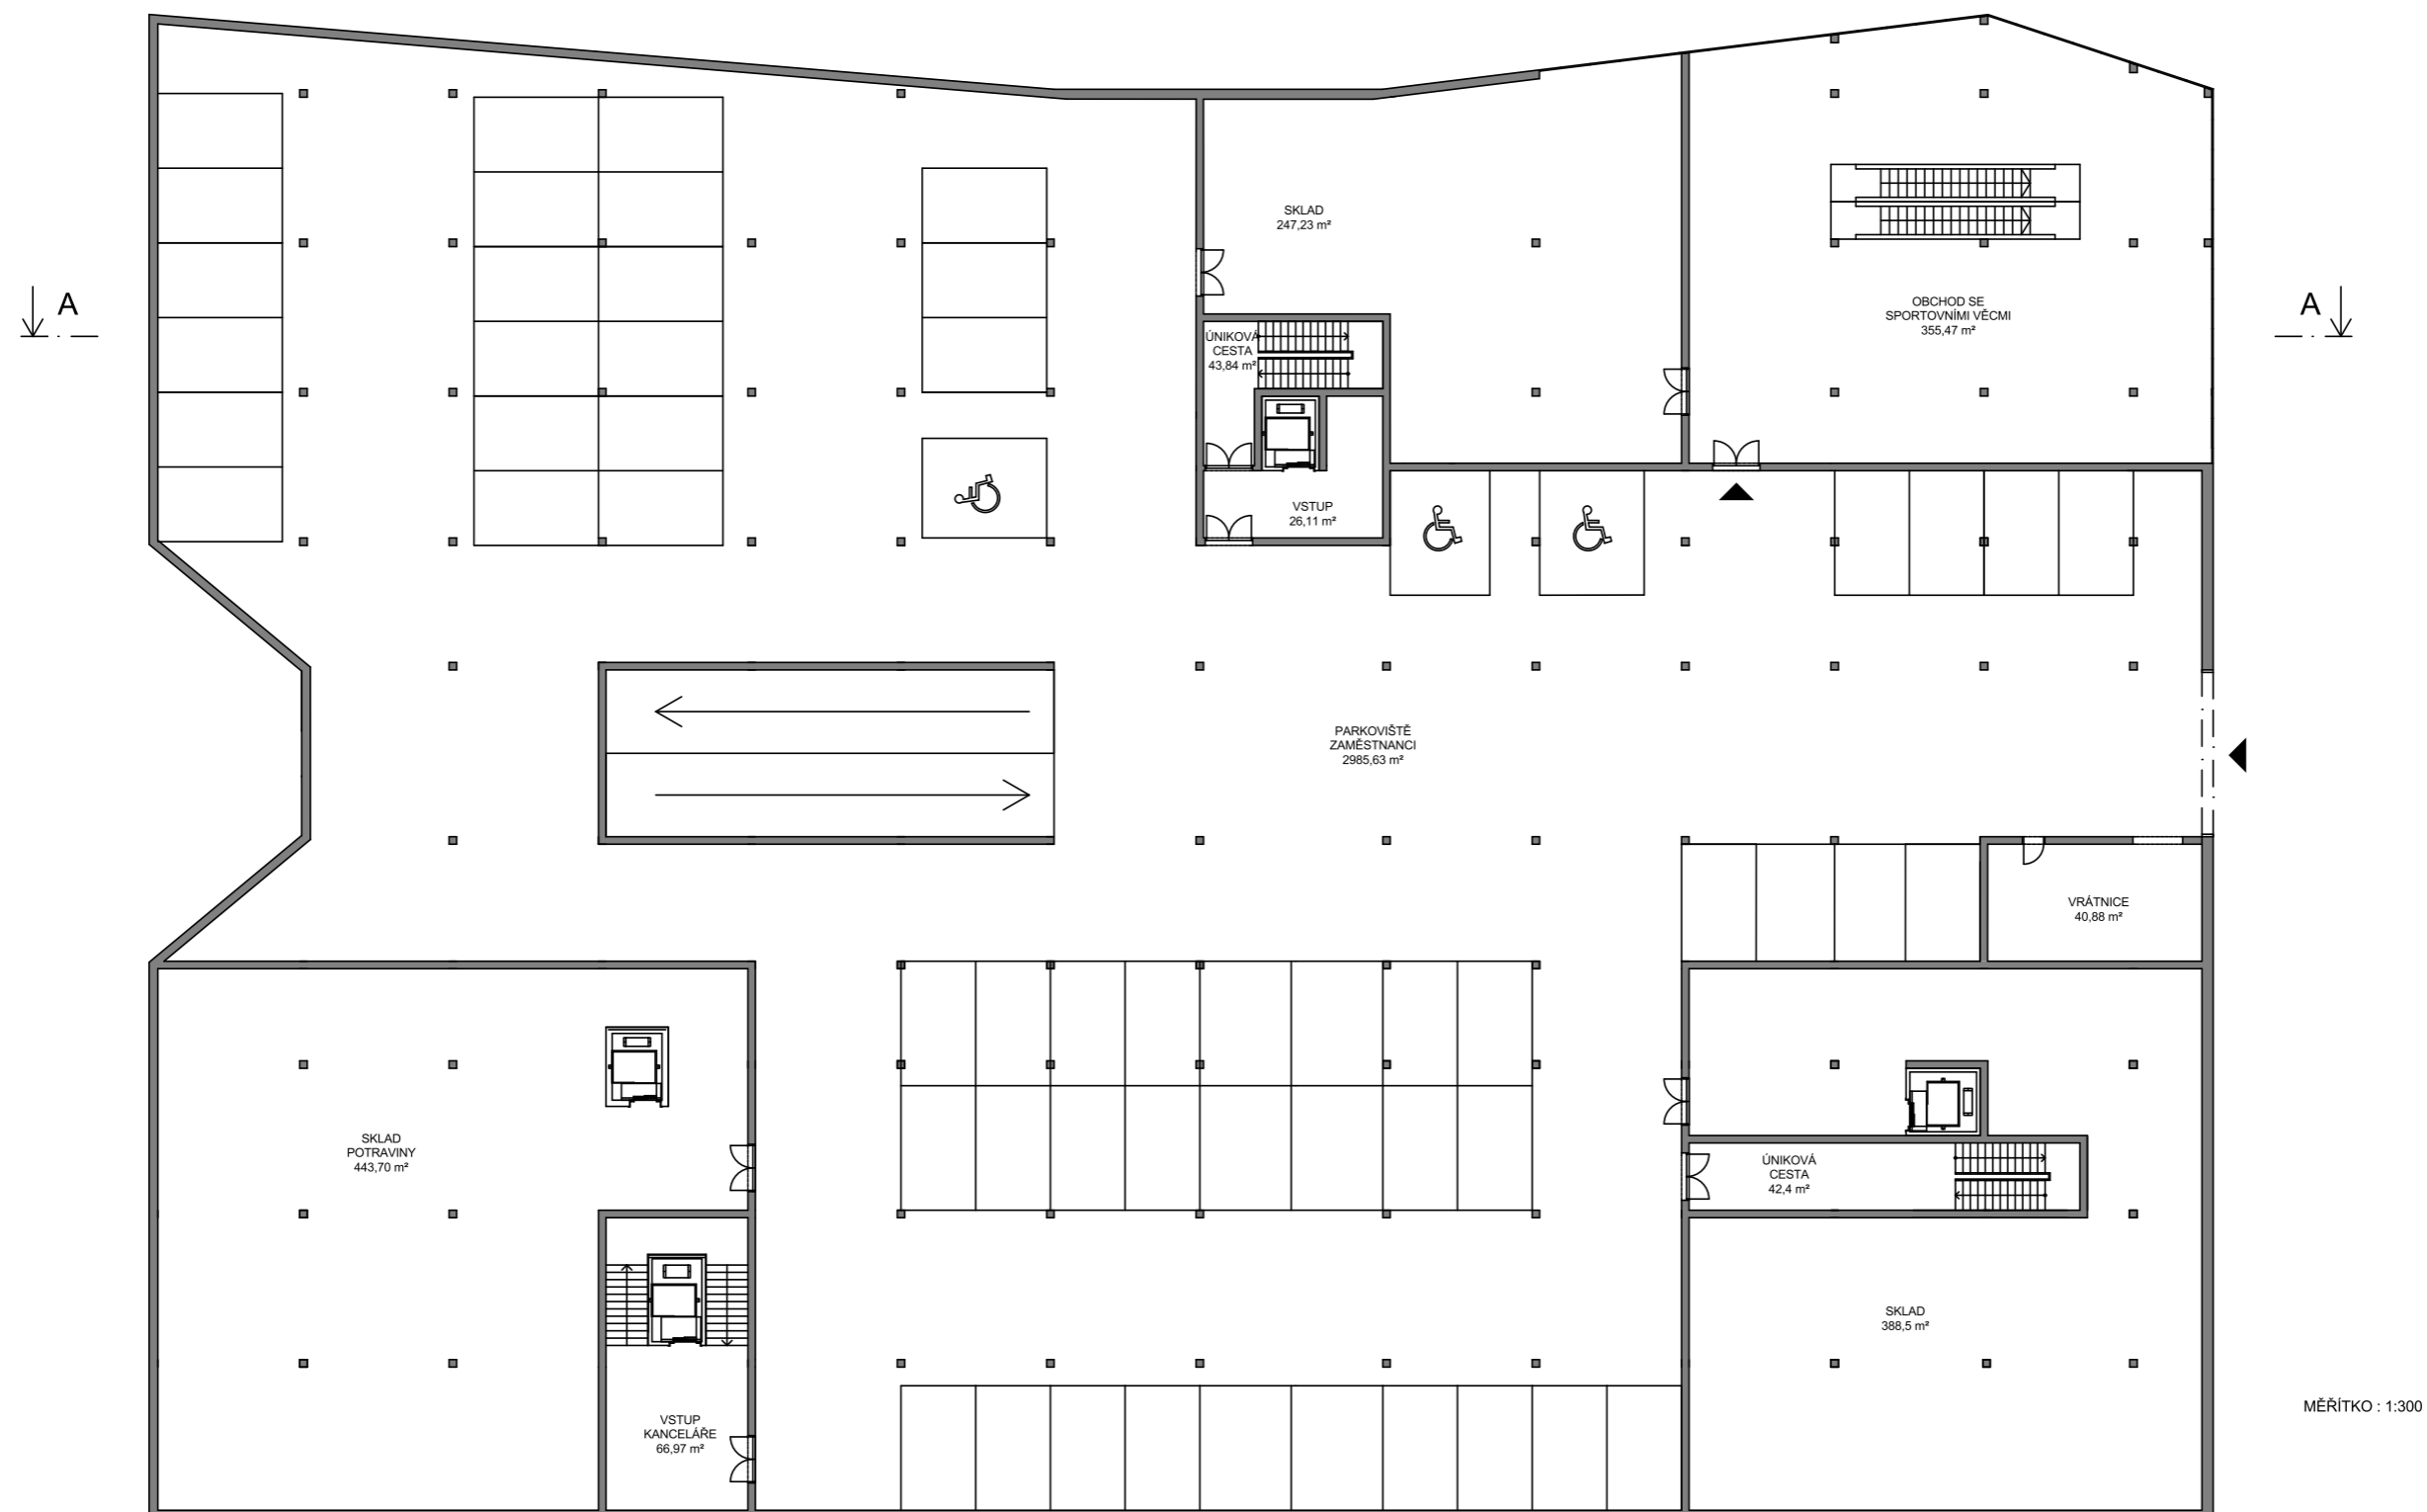 SKLAD
247,23 m²
A
OBCHOD SE
SPORTOVNÍMI VĚCMI
355,47 m²
A
ÚNIKOVÁ
CESTA
43,84 m²
VSTUP
26,11 m²
PARKOVIŠTĚ
ZAMĚSTNANCI
2985,63 m²
VRÁTNICE
40,88 m²
SKLAD
POTRAVINY
443,70 m²
ÚNIKOVÁ
CESTA
42,4 m²
SKLAD
388,5 m²
VSTUP
KANCELÁŘE
66,97 m²
MĚŘÍTKO : 1:300